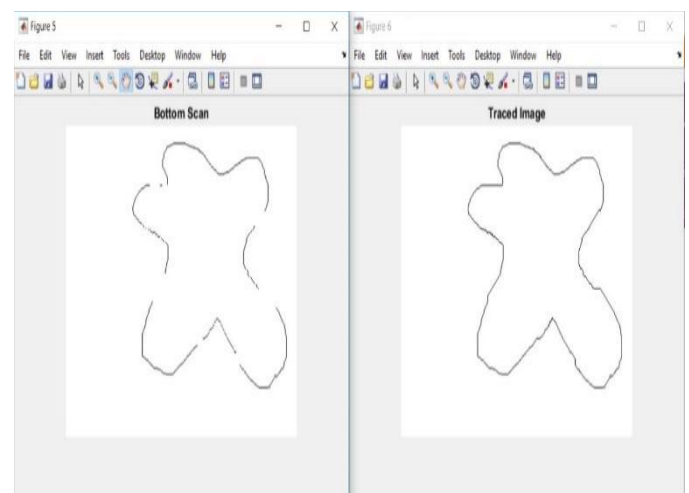 Figure 5
File Edit View Insert Tools Desktop Window Help
Bottom Scan
Figure 6
File Edit View Insert Tools Desktop Window Help
Traced Image